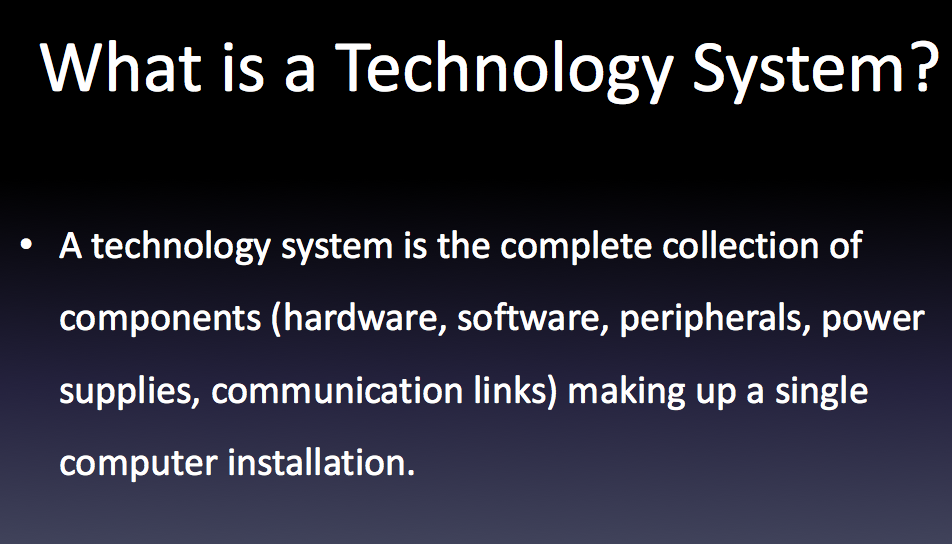 What is a Technology System?
• A technology system is the complete collection of
components (hardware, software, peripherals, power
supplies, communication links) making up a single
computer installation.